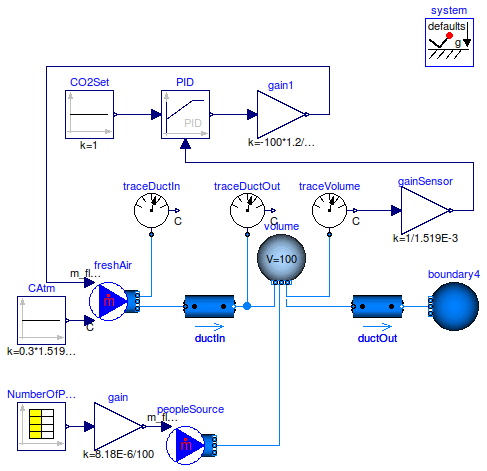 system
defaults
g
CO2Set
PID
gain1
PID
k=1
k=-100*1.2/...
traceDuctIn
traceDuctOut
traceVolume
gainSensor
C
C
C
volume
k=1/1.519E-3
V=100
freshAir
m_fl...
boundary4
CAtm
m
C
ductIn
ductOut
k=0.3*1.519...
NumberOfP...
gain
peopleSource
m_fl...
m
k=8.18E-6/100